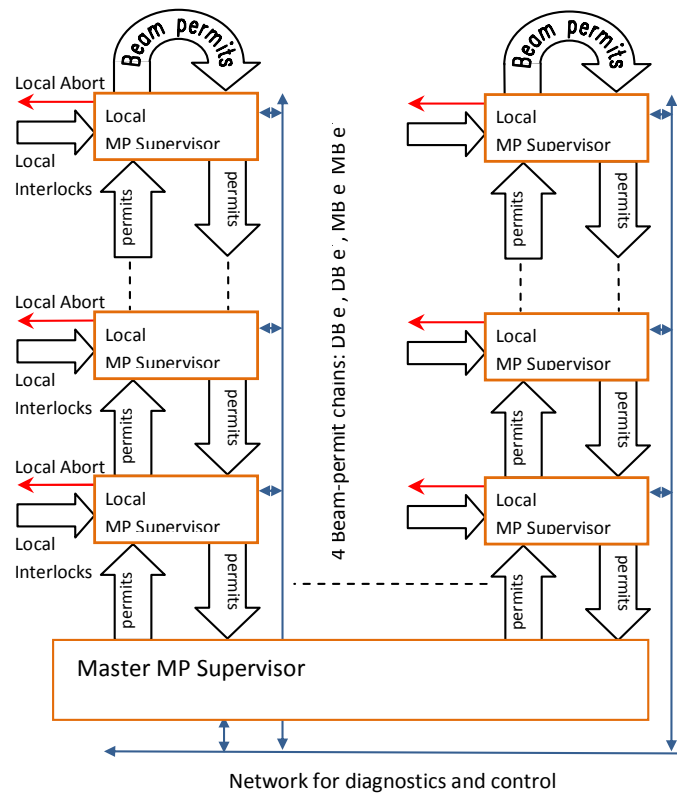 Beam permits
Beam permits
Local Abort
Local
MP Supervisor
Local
MP Supervisor
Local
Interlocks
permits
permits
permits
permits
4 Beam-permit chains: DB e, DB e, MB e MB e
Local Abort
Local
MP Supervisor
Local
MP Supervisor
Local
Interlocks
permits
permits
permits
permits
Local Abort
Local
MP Supervisor
Local
MP Supervisor
Local
Interlocks
permits
permits
permits
permits
Master MP Supervisor
Network for diagnostics and control